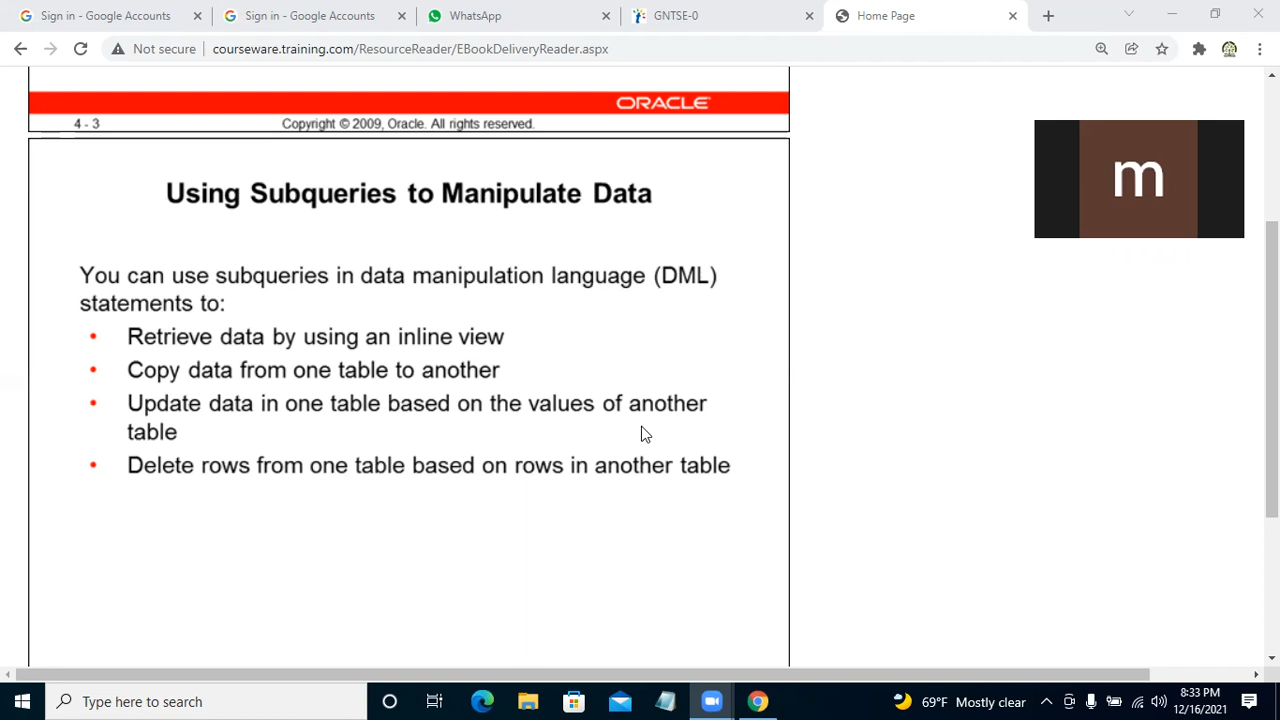 Sign in - Google Accounts
Sign in - Google Accounts
WhatsApp
GNTSE-0
Home Page
Not secure
courseware.training.com/ResourceReader/EBookDeliveryReader.aspx
ORACLE
4 - 3
Copyright © 2009, Oracle. All rights reserved.
Using Subqueries to Manipulate Data
You can use subqueries in data manipulation language (DML)
statements to:
• Retrieve data by using an inline view
• Copy data from one table to another
• Update data in one table based on the values of another
table
• Delete rows from one table based on rows in another table
m
Type here to search
69°F Mostly clear
8:33 PM
12/16/2021